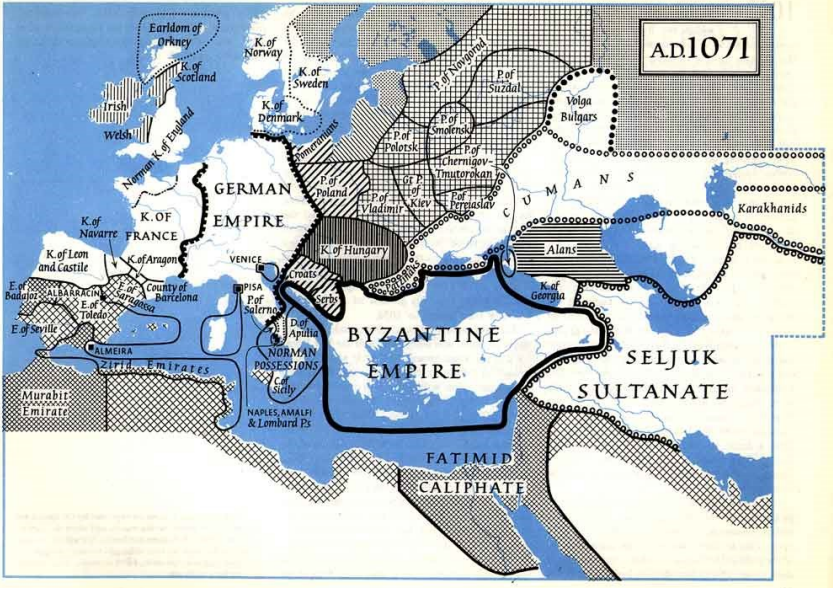 A.D. 1071
Earldom of
Orkney
K. of
Scotland
Irish
Welsh
Norman K. of England
K. of
Norway
K. of
Sweden
K. of
Denmark
Pomeranians
P. of Novgorod
P. of
Suzdal
P. of
Smolensk
P. of
Polotsk
P. of
Chernigov-
Tmutorokan
Gt P.
of
Kiev
P. of
Vladimir
P. of
Pereiaslav
P. of
Poland
Volga
Bulgars
CUMANS
Karakhanids
Alans
K. of
Georgia
GERMAN
EMPIRE
K. OF
FRANCE
K. of
Navarre
K. of Aragon
K. of Leon
and Castile
County of
Barcelona
E. of
Badajoz
ALBARRACIN
E. of
Saragassa
E. of
Toledo
E. of Seville
ALMEIRA
Zirid Emirates
Murabit
Emirate
VENICE
PISA
P. of
Salerno
D. of
Apulia
NORMAN
POSSESSIONS
C. of
Sicily
NAPLES, AMALFI
& Lombard Ps
K. of Hungary
Croats
Serbs
BYZANTINE
EMPIRE
SELJUK
SULTANATE
FATIMID
CALIPHATE